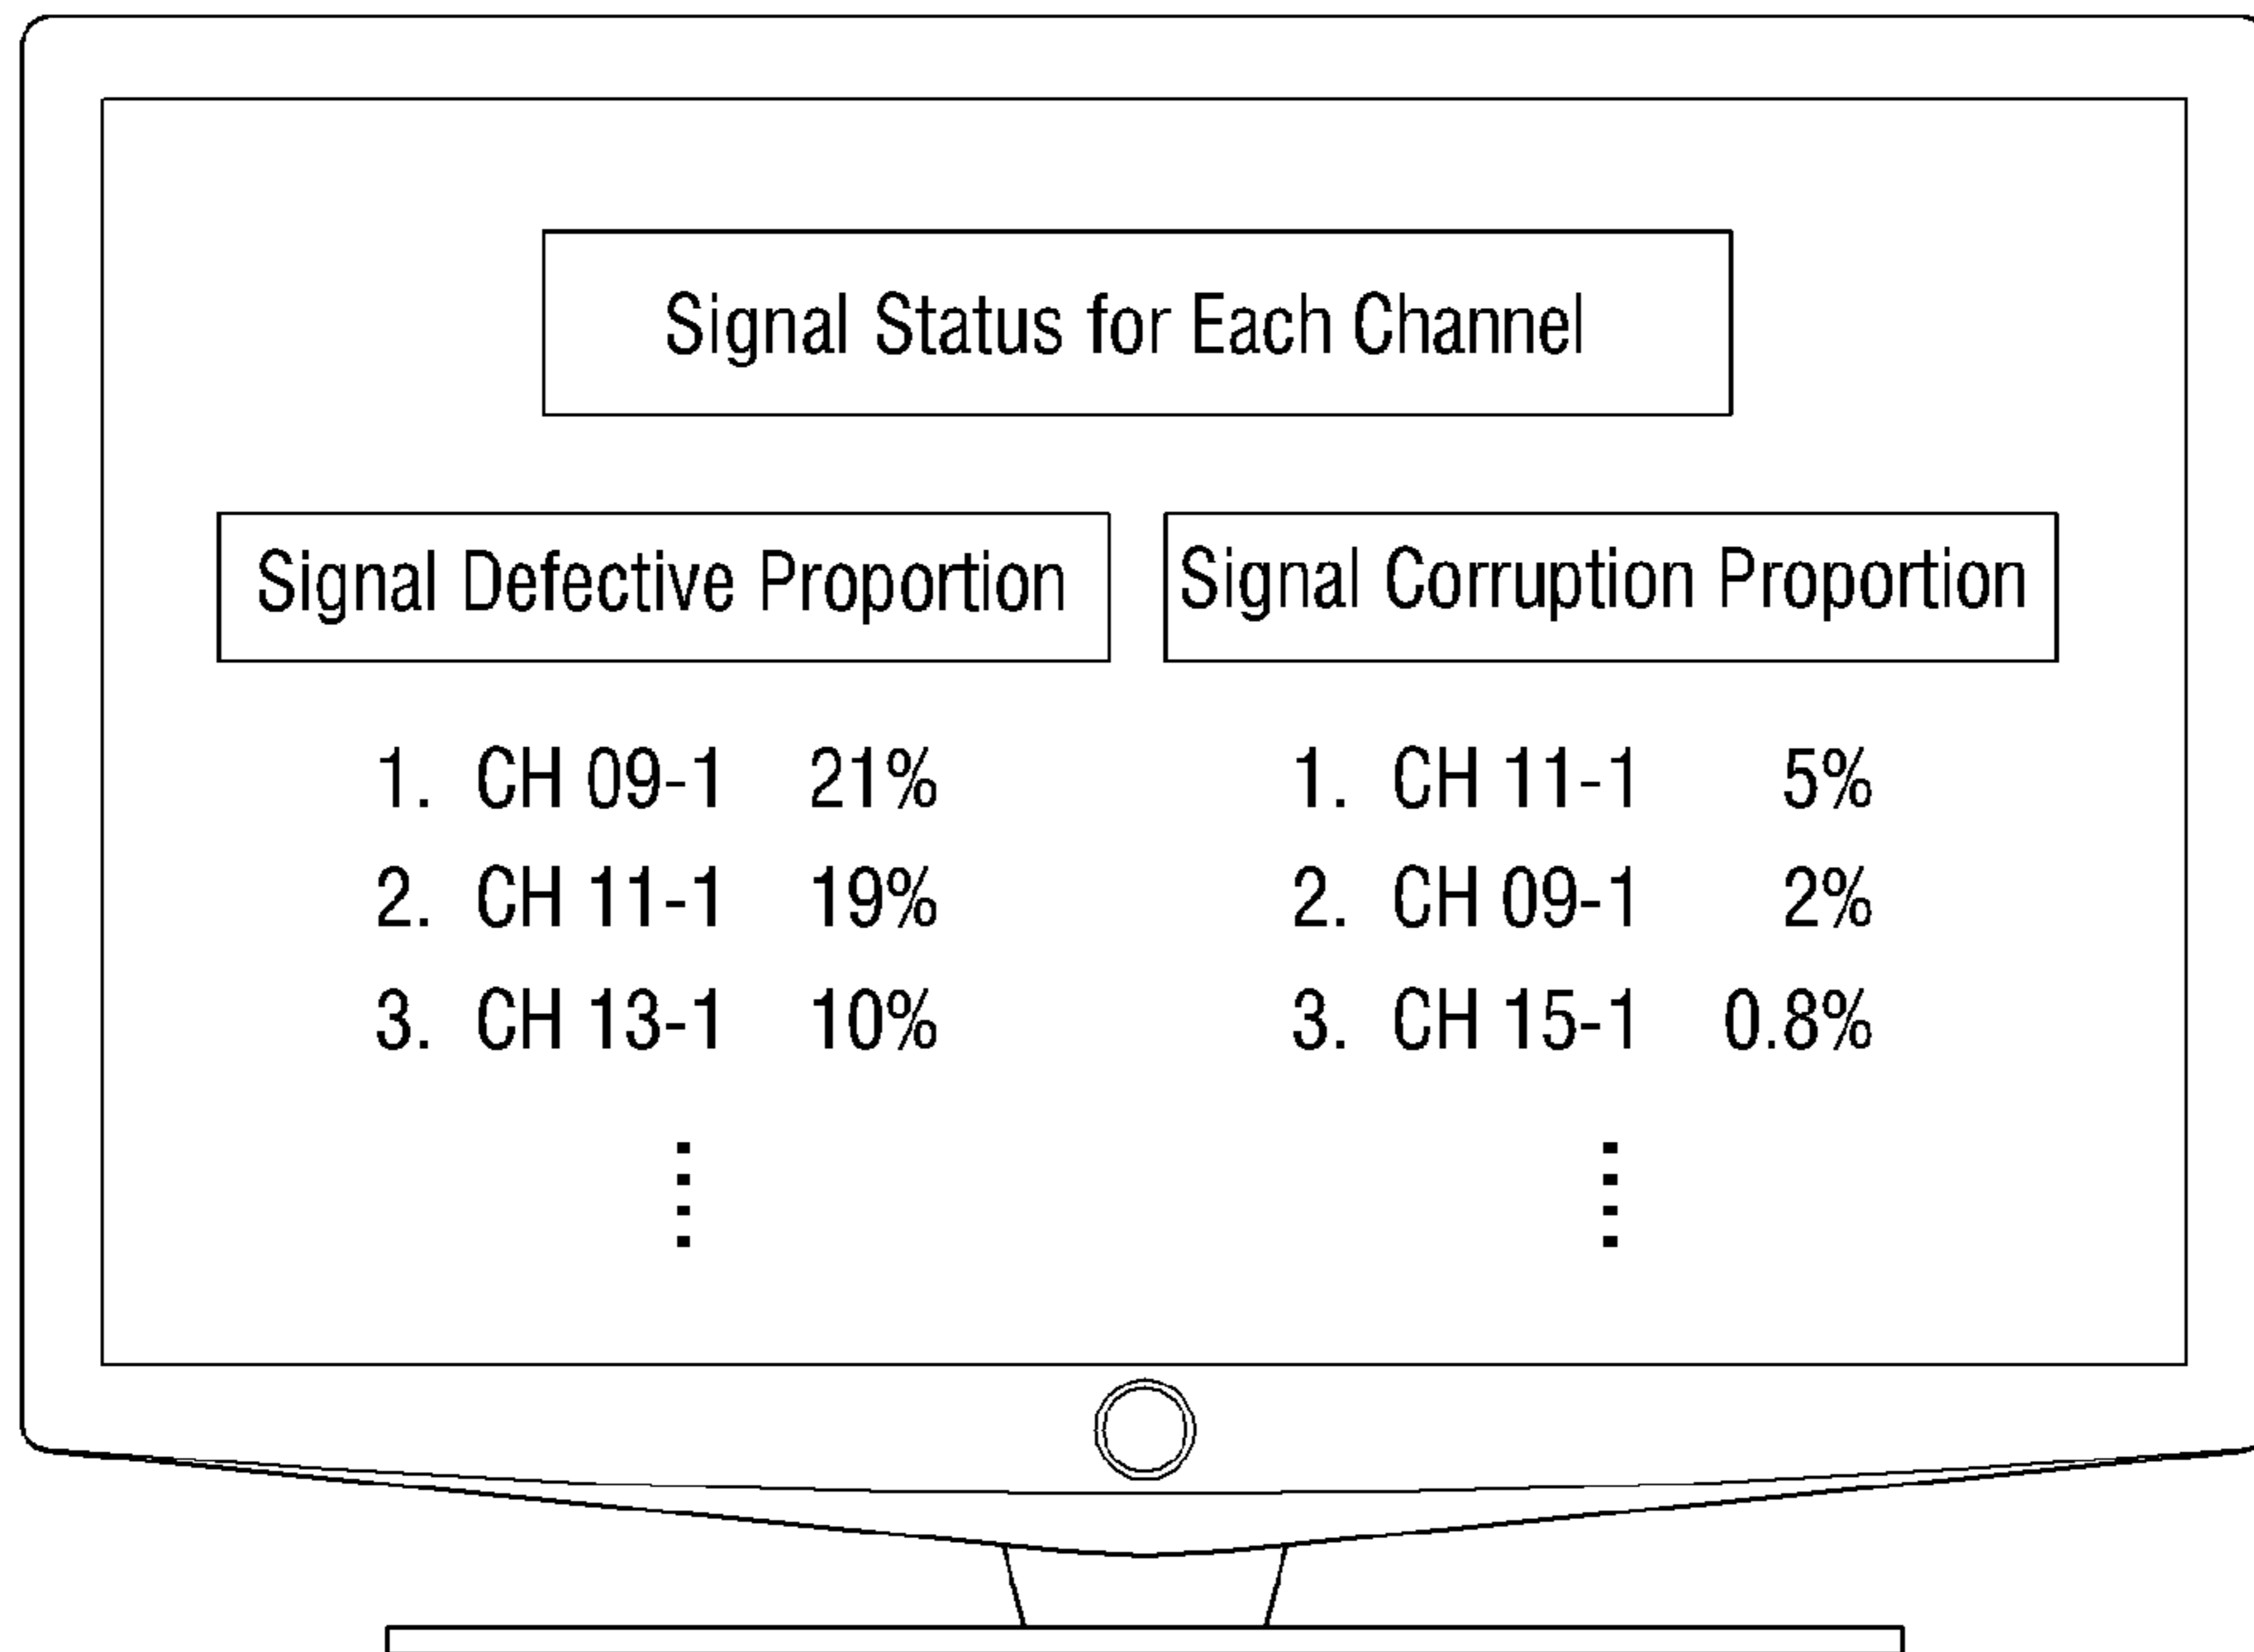 Signal Status for Each Channel
Signal Defective Proportion
1. CH 09-1 21%
2. CH 11-1 19%
3. CH 13-1 10%
Signal Corruption Proportion
1. CH 11-1 5%
2. CH 09-1 2%
3. CH 15-1 0.8%